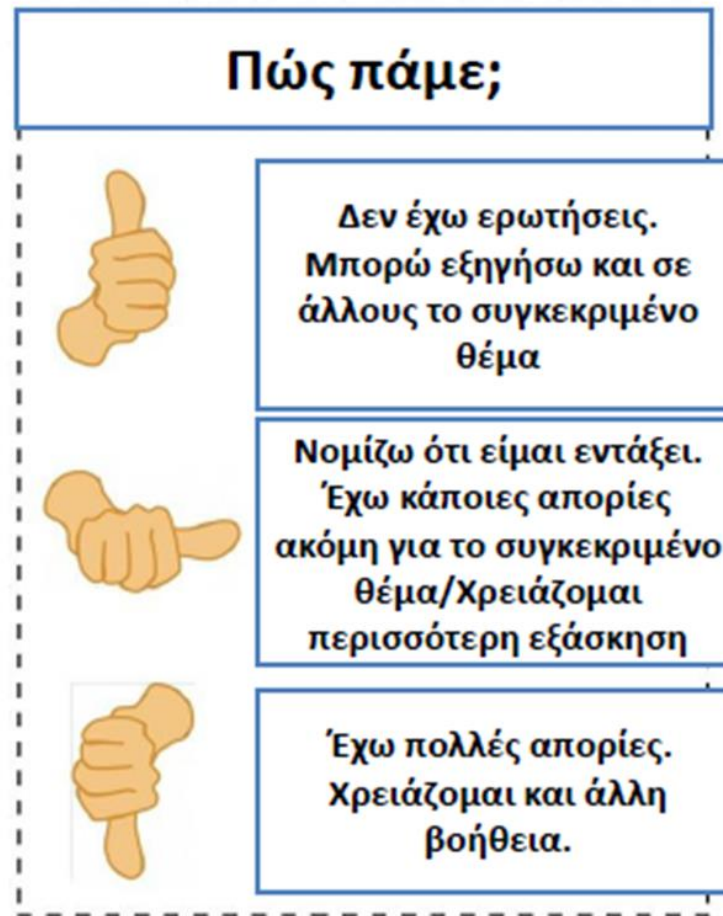 Πώς πάμε;
Δεν έχω ερωτήσεις.
Μπορώ εξηγήσω και σε
άλλους το συγκεκριμένο
θέμα
Νομίζω ότι είμαι εντάξει.
Έχω κάποιες απορίες
ακόμη για το συγκεκριμένο
θέμα/Χρειάζομαι
περισσότερη εξάσκηση
Έχω πολλές απορίες.
Χρειάζομαι και άλλη
βοήθεια.